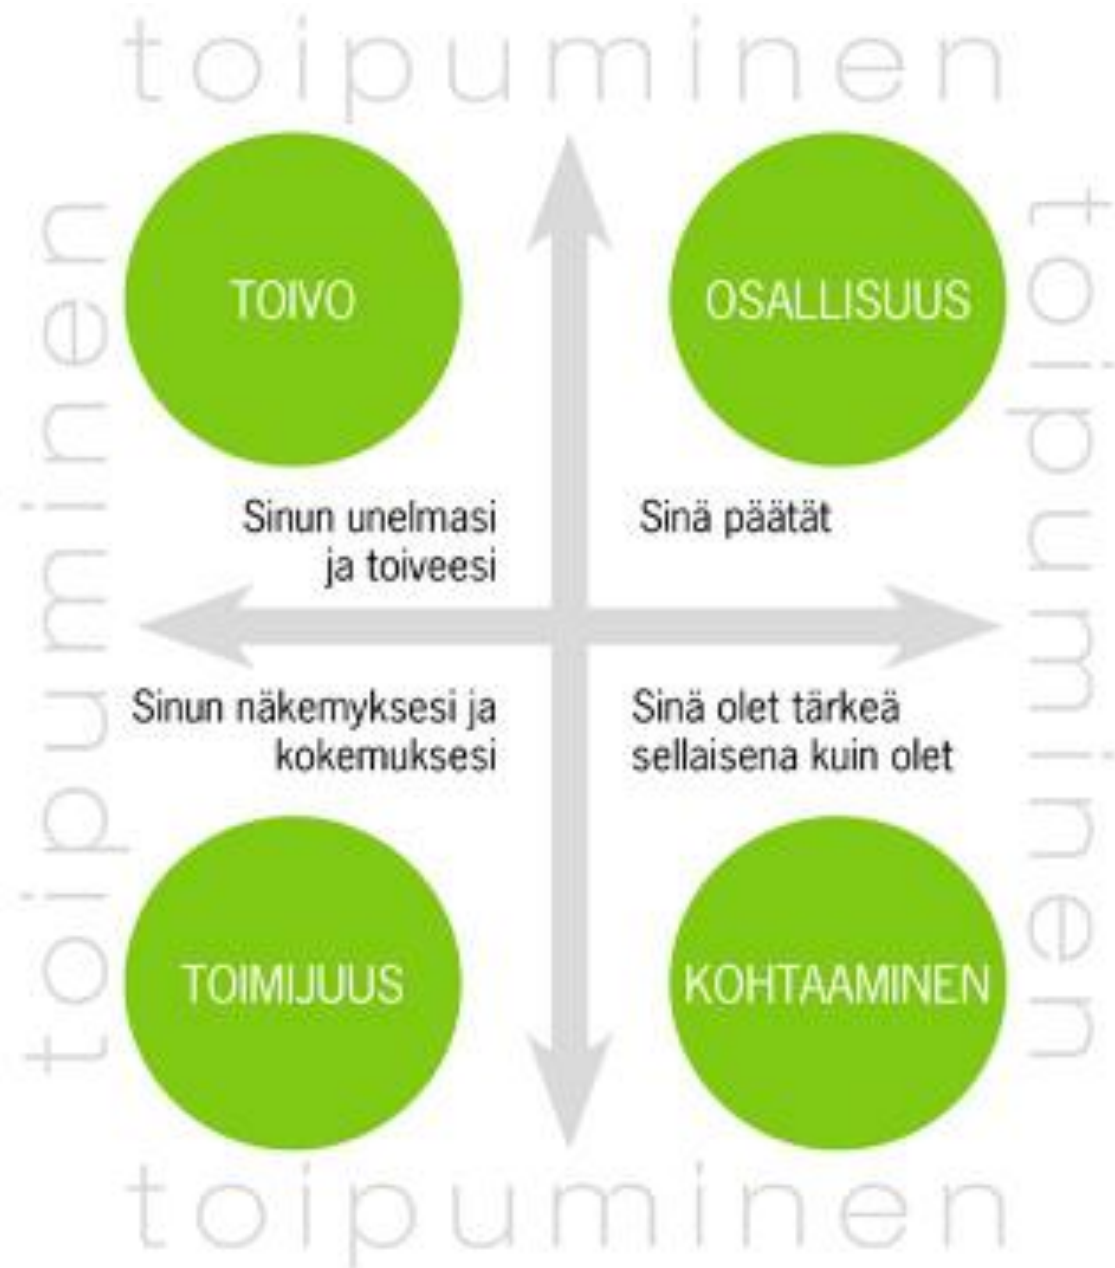 toipuminen
toipuminen
TOIVO
Sinun unelmasi
ja toiveesi
OSALLISUUS
Sinä päätät
toipuminen
Sinun näkemyksesi ja
kokemuksesi
TOIMIJUUS
Sinä olet tärkeä
sellaisena kuin olet
KOHTAAMINEN
toipuminen